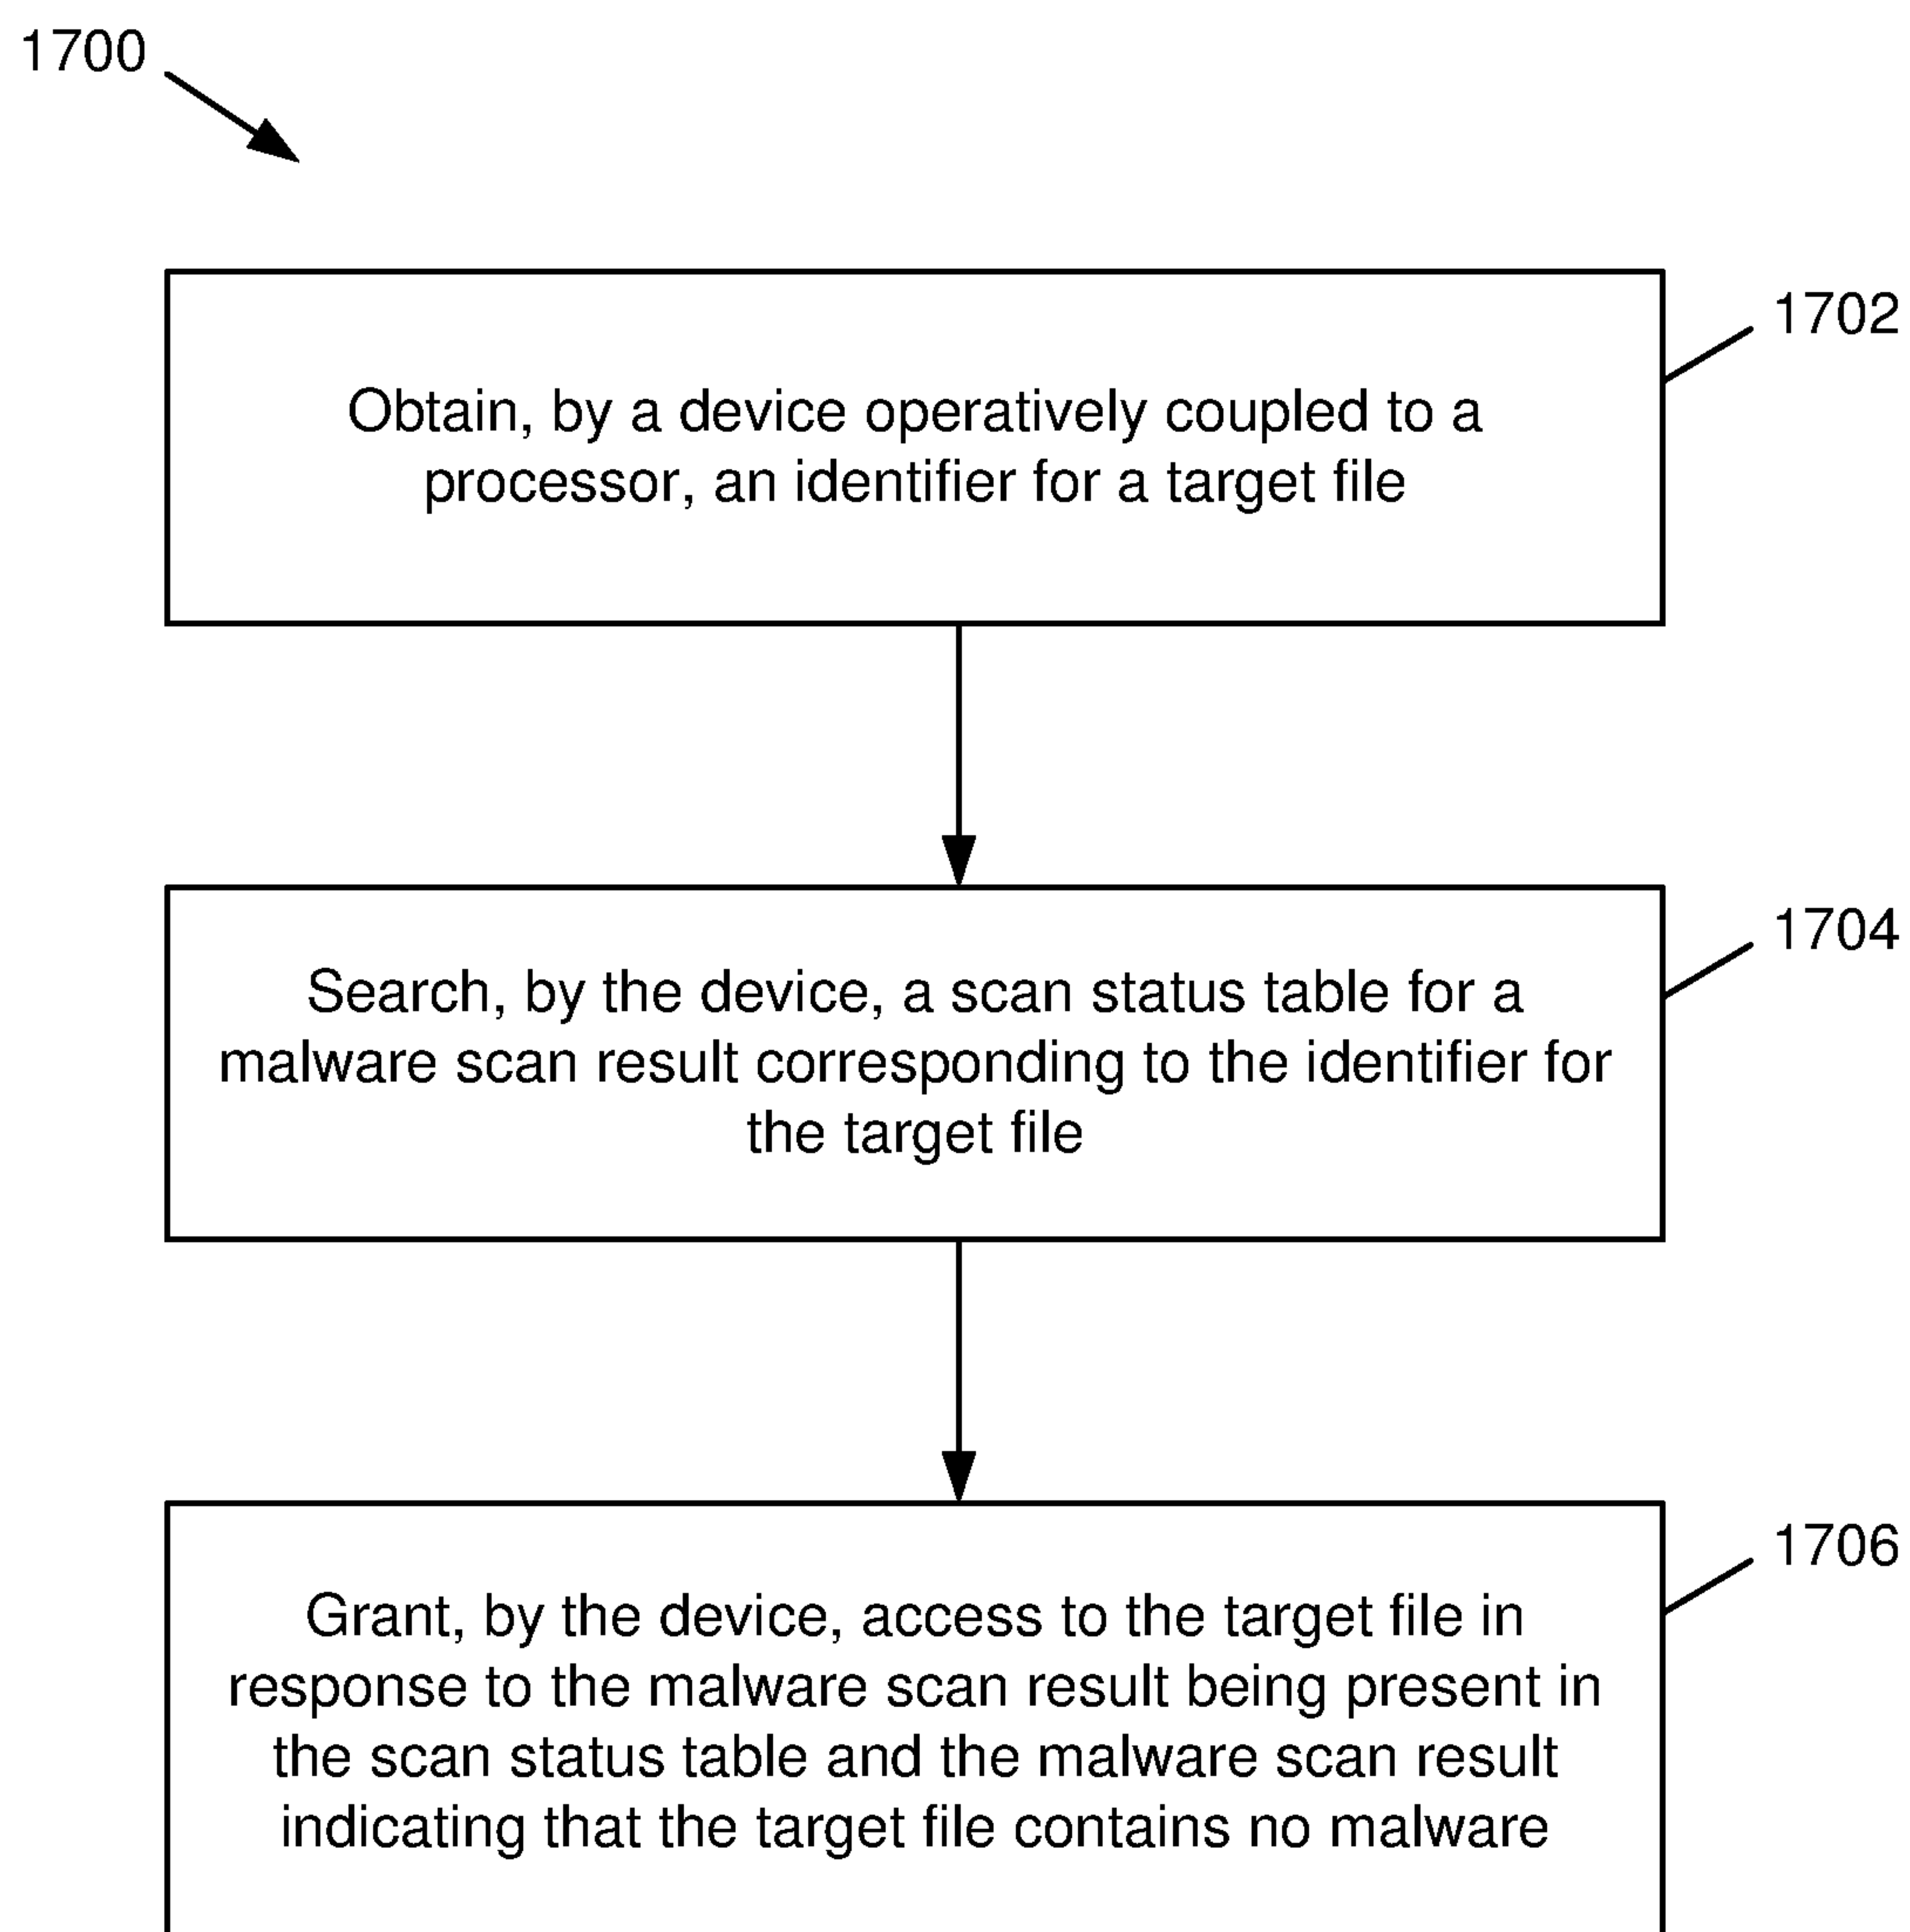 1700
1702
Obtain, by a device operatively coupled to a
processor, an identifier for a target file
1704
Search, by the device, a scan status table for a
malware scan result corresponding to the identifier for
the target file
1706
Grant, by the device, access to the target file in
response to the malware scan result being present in
the scan status table and the malware scan result
indicating that the target file contains no malware